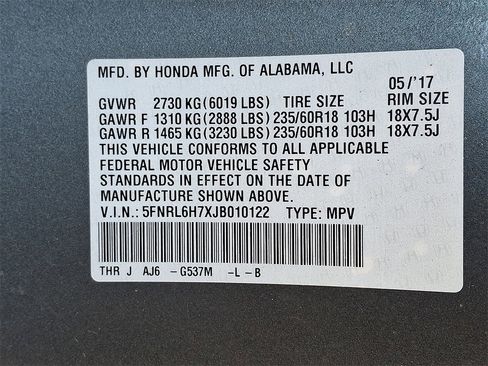 MFD. BY HONDA MFG. OF ALABAMA, LLC
05/'17
GVWR 2730 KG(6019 LBS) TIRE SIZE RIM SIZE
GAWR F 1310 KG(2888 LBS)235/60R18 103H 18X7.5J
GAWR R 1465 KG(3230 LBS)235/60R18 103H 18X7.5J
THIS VEHICLE CONFORMS TO ALL APPLICABLE
FEDERAL MOTOR VEHICLE SAFETY
STANDARDS IN EFFECT ON THE DATE OF
MANUFACTURE SHOWN ABOVE.
V.I.N.: 5FNRL6H7XJB010122 TYPE: MPV
THR J AJ6 -G537M -L -B